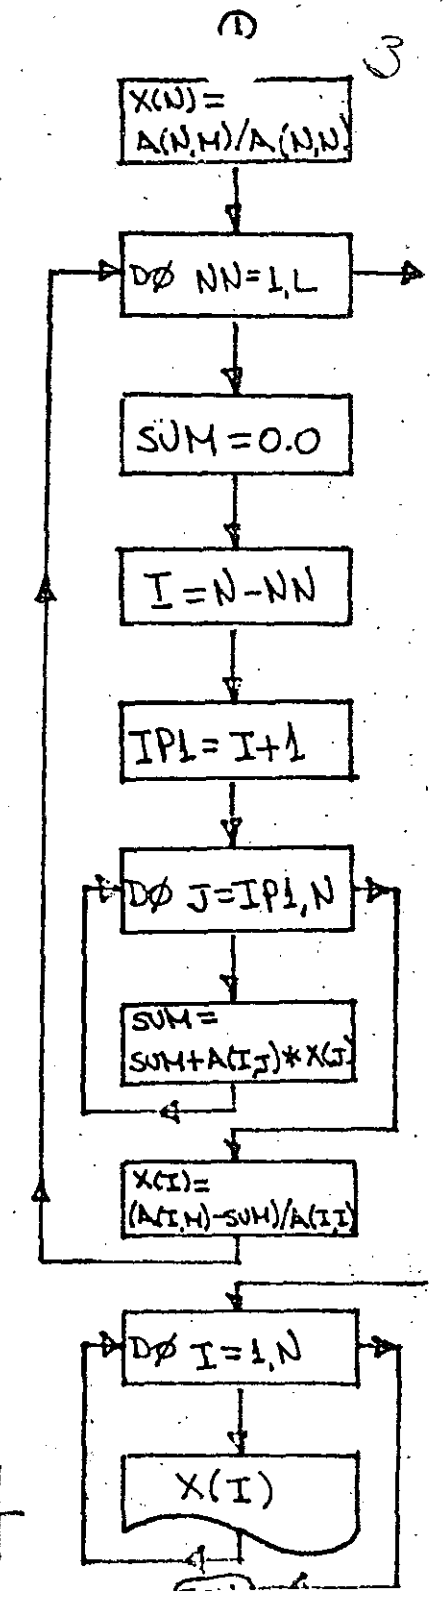 1
3
X(N)=
A(N,M)/A(N,N)
DØ NN=1,L
SUM=0.0
I=N-NN
IP1=I+1
DØ J=IP1,N
SUM=
SUM+A(I,J)*X(J)
X(I)=
(A(I,M)-SUM)/A(I,I)
DØ I=1,N
X(I)